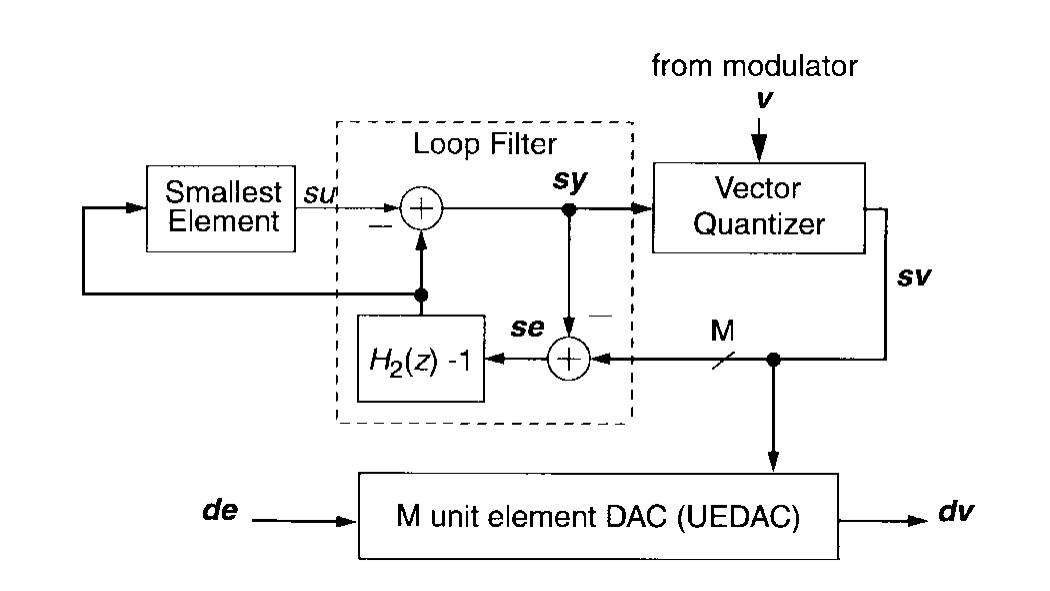 from modulator
v
Loop Filter
Smallest
Element
su
+
−
sy
Vector
Quantizer
sv
M
−
se
+
H₂(z) -1
de
M unit element DAC (UEDAC)
dv